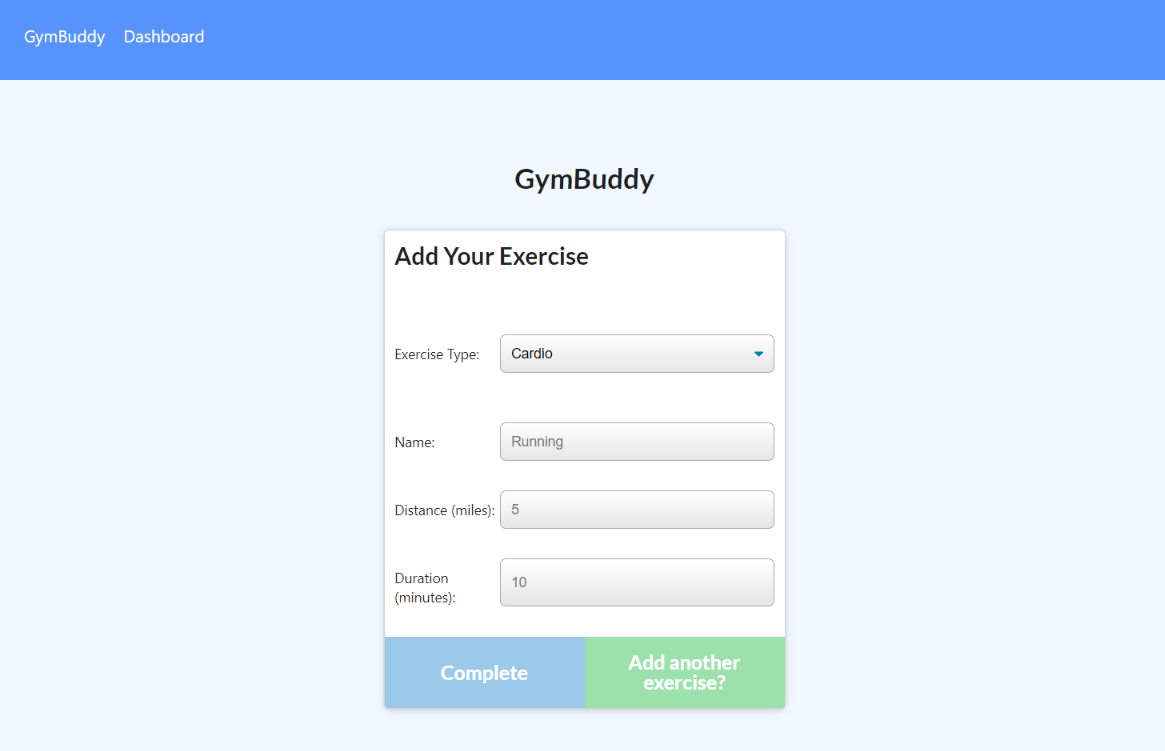 GymBuddy Dashboard
GymBuddy
Add Your Exercise
Exercise Type: Cardio
Name: Running
Distance (miles): 5
Duration
(minutes): 10
Complete
Add another
exercise?